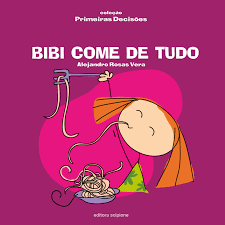 coleção
Primeiras Decisões
BIBI COME DE TUDO
Alejandro Rosas Vera
editora scipione